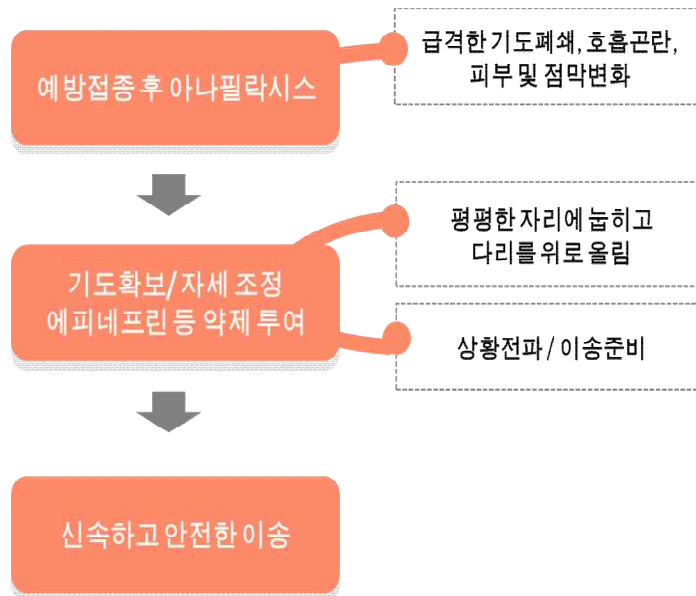 급격한 기도폐쇄, 호흡곤란,
피부 및 점막변화
예방접종 후 아나필락시스
평평한 자리에 눕히고
다리를 위로 올림
기도확보/ 자세 조정
에피네프린 등 약제 투여
상황전파 / 이송준비
신속하고 안전한 이송